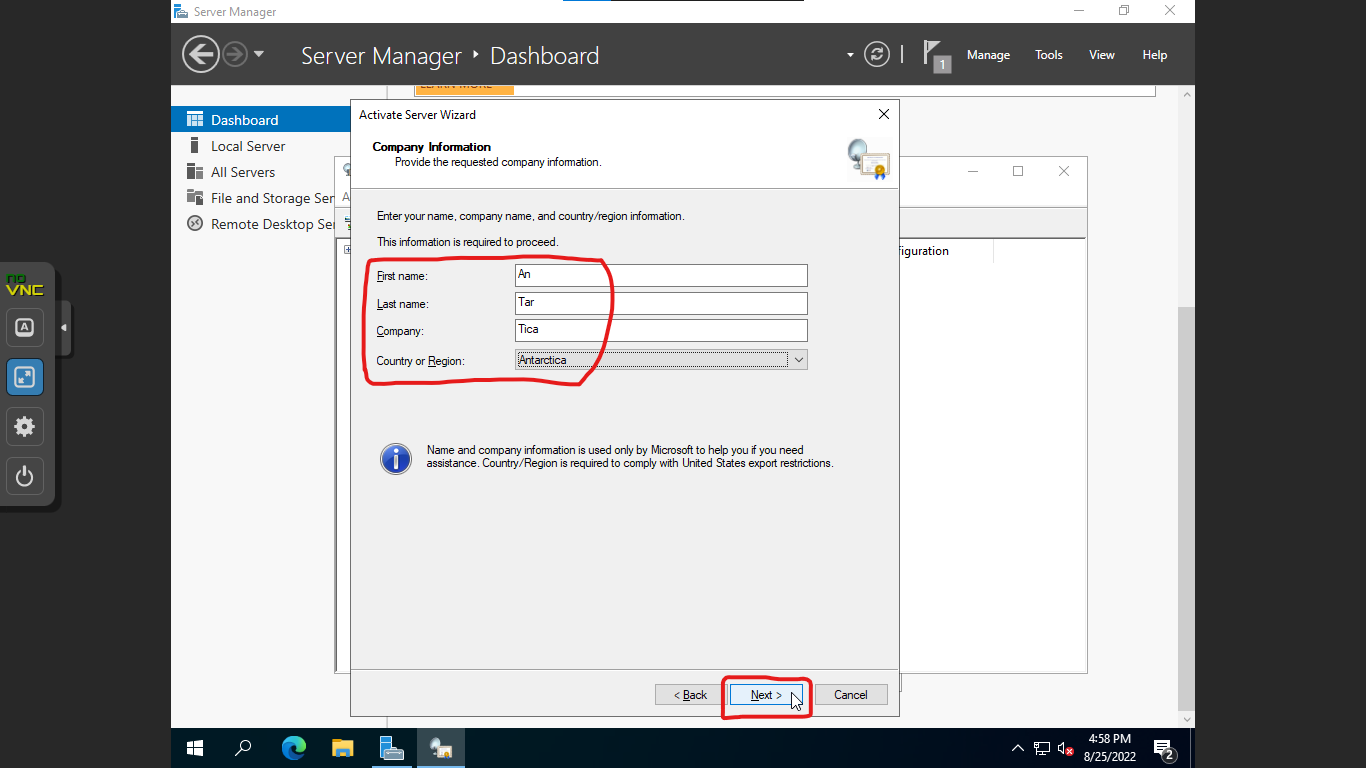 Server Manager
Server Manager Dashboard
1
Manage
Tools
View
Help
LEARN MORE
Dashboard
Local Server
All Servers
File and Storage Ser
Remote Desktop Ser
A
Activate Server Wizard
Company Information
Provide the requested company information.
Enter your name, company name, and country/region information.
This information is required to proceed.
First name:
An
Last name:
Tar
Company:
Tica
Country or Region:
Antarctica
figuration
Name and company information is used only by Microsoft to help you if you need
assistance. Country/Region is required to comply with United States export restrictions.
< Back
Next >
Cancel
no
VNC
A
4:58 PM
8/25/2022
2